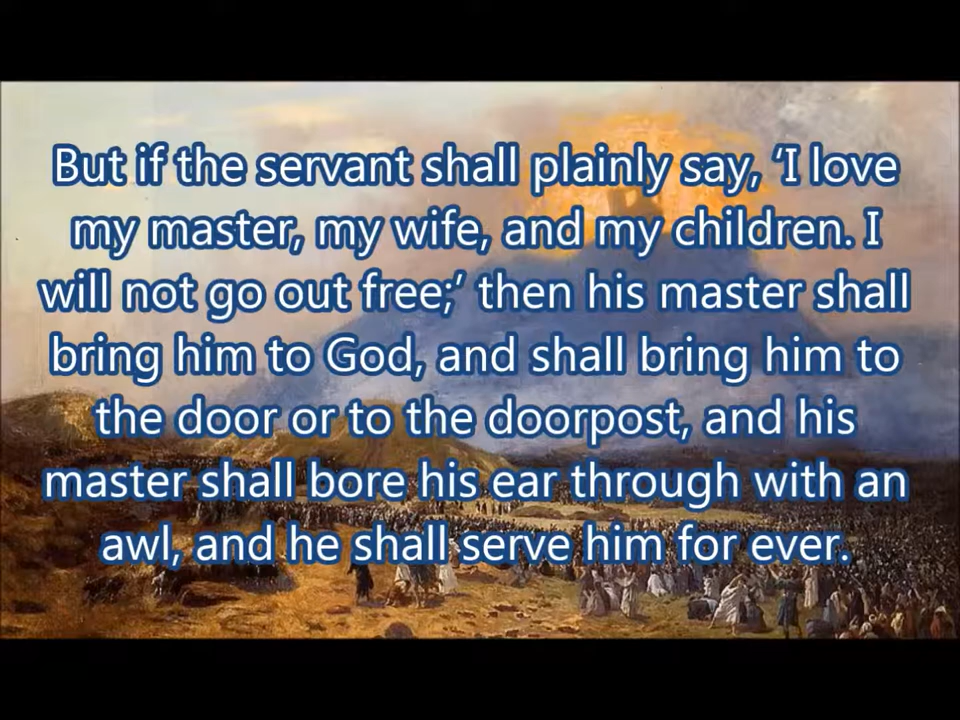 But if the servant shall plainly say, ‘I love
my master, my wife, and my children. I
will not go out free;’ then his master shall
bring him to God, and shall bring him to
the door or to the doorpost, and his
master shall bore his ear through with an
awl, and he shall serve him for ever.